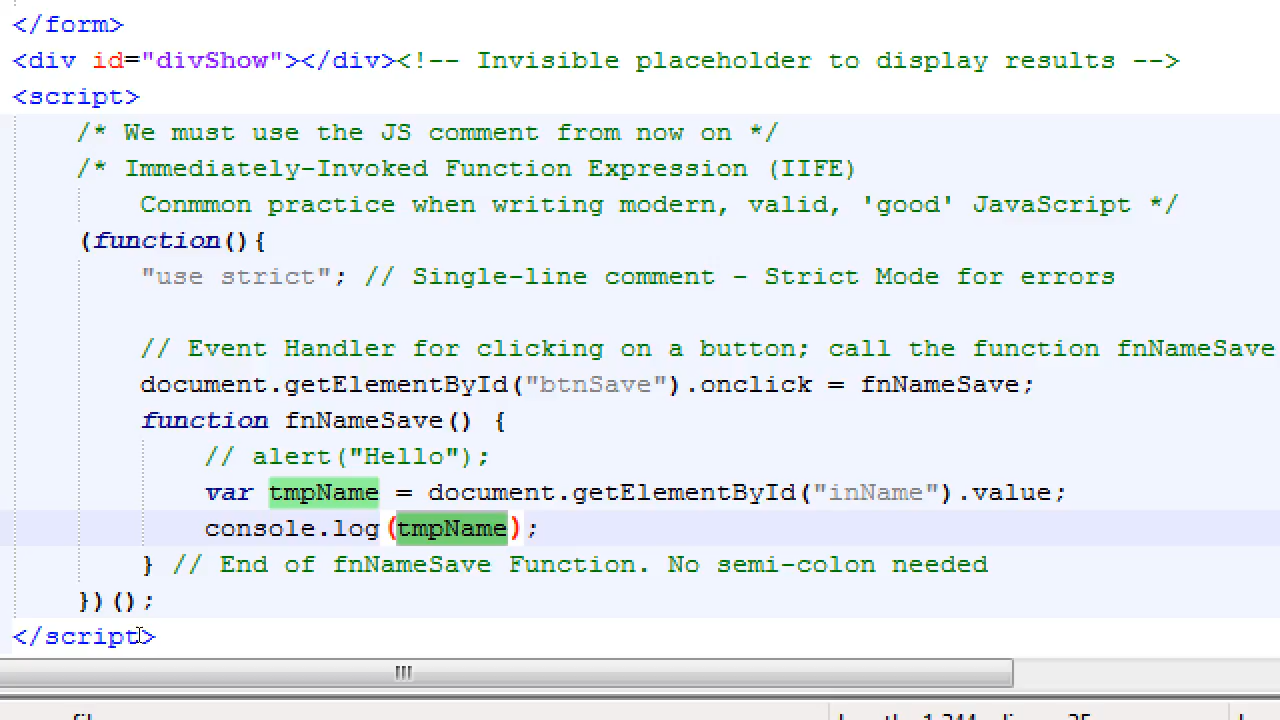 </form>
<div id="divShow"></div><!-- Invisible placeholder to display results -->
<script>
/* We must use the JS comment from now on */
/* Immediately-Invoked Function Expression (IIFE)
Conmmon practice when writing modern, valid, 'good' JavaScript */
(function(){
"use strict"; // Single-line comment - Strict Mode for errors
// Event Handler for clicking on a button; call the function fnNameSave
document.getElementById("btnSave").onclick = fnNameSave;
function fnNameSave() {
// alert("Hello");
var tmpName = document.getElementById("inName").value;
console.log(tmpName);
} // End of fnNameSave Function. No semi-colon needed
})();
</script>